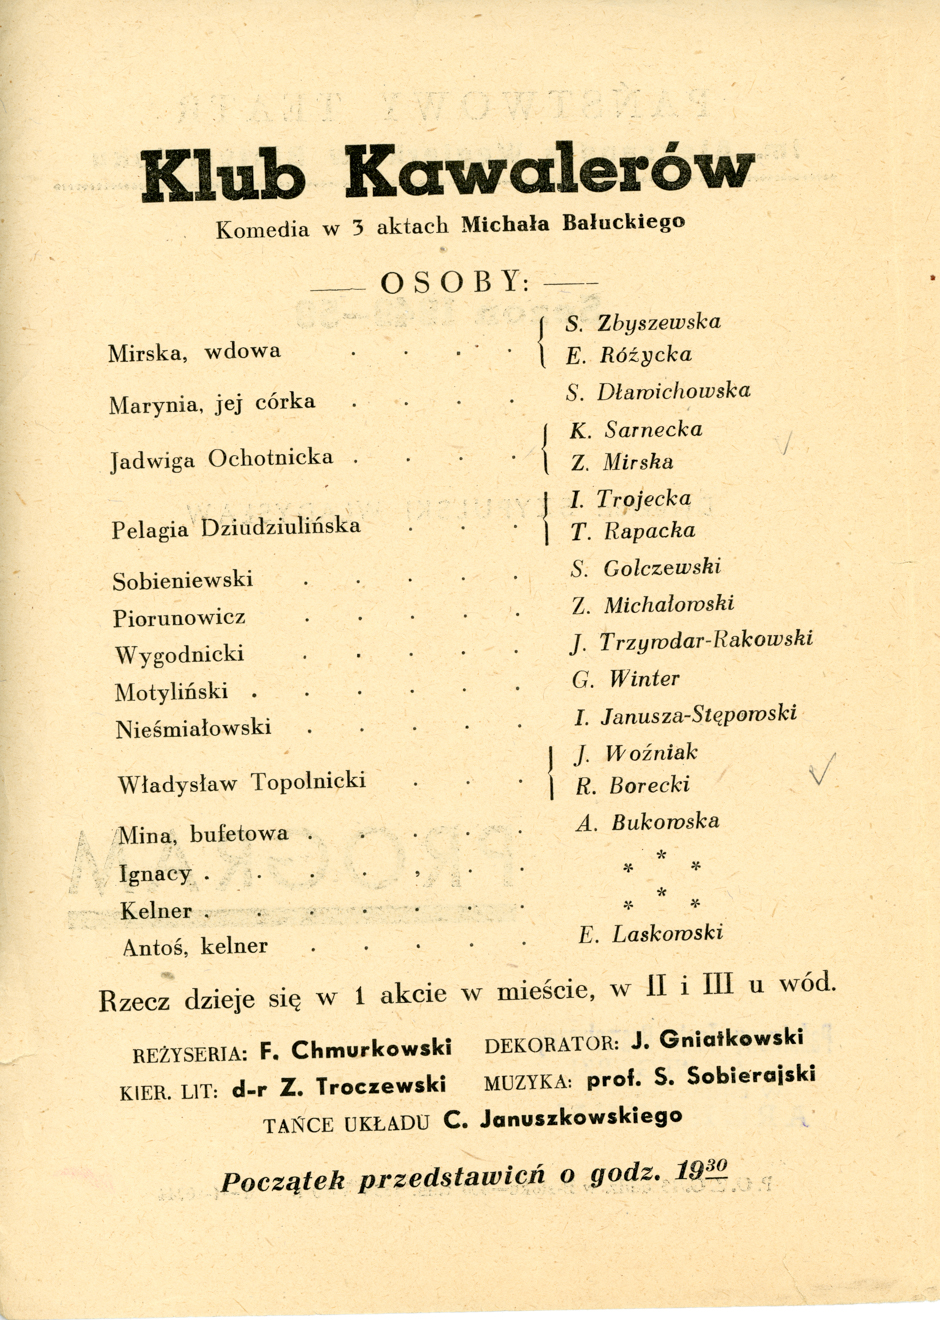 Klub Kawalerów
Komedia w 3 aktach Michała Bałuckiego
OSOBY:
Mirska, wdowa . . . . { S. Zbyszewska
E. Różycka
Marynia, jej córka . . . . S. Dławichowska
Jadwiga Ochotnicka . . . . { K. Sarnecka
Z. Mirska
Pelagia Dziudziulińska . . . { I. Trojecka
T. Rapacka
Sobieniewski . . . . . S. Golczewski
Piorunowicz . . . . . Z. Michałowski
Wygodnicki . . . . . J. Trzywdar-Rakowski
Motyliński . . . . . . G. Winter
Nieśmiałowski . . . . . I. Janusza-Stępowski
Władysław Topolnicki . . . { J. Woźniak
R. Borecki
Mina, bufetowa . . . . . A. Bukowska
Ignacy . . . . , . . * * *
Kelner . . . . . . . * * *
Antoś, kelner . . . . . E. Laskowski
Rzecz dzieje się w 1 akcie w mieście, w II i III u wód.
REŻYSERIA: F. Chmurkowski DEKORATOR: J. Gniatkowski
KIER. LIT: d-r Z. Troczewski MUZYKA: prof. S. Sobierajski
TAŃCE UKŁADU C. Januszkowskiego
Początek przedstawicń o godz. 19³⁰